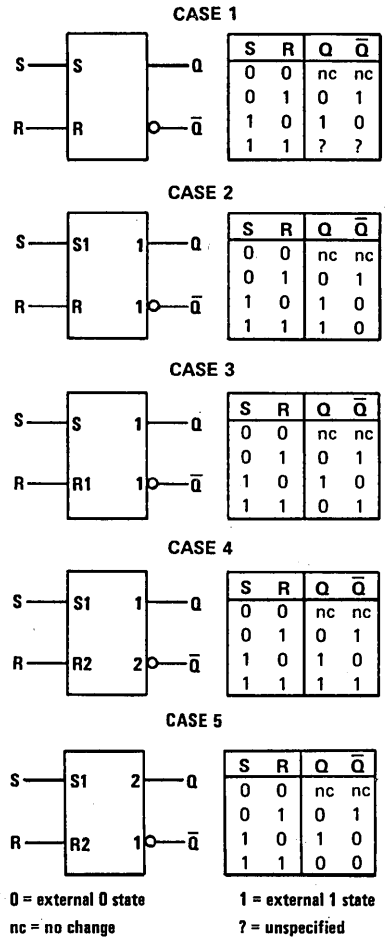 CASE 1
S R Q Q̅
S S Q 0 0 nc nc
0 1 0 1
R R Q̅ 1 0 1 0
1 1 ? ?
CASE 2
S R Q Q̅
S S1 1 Q 0 0 nc nc
0 1 0 1
R R 1 Q̅ 1 0 1 0
1 1 1 0
CASE 3
S R Q Q̅
S S 1 Q 0 0 nc nc
0 1 0 1
R R1 1 Q̅ 1 0 1 0
1 1 0 1
CASE 4
S R Q Q̅
S S1 1 Q 0 0 nc nc
0 1 0 1
R R2 2 Q̅ 1 0 1 0
1 1 1 1
CASE 5
S R Q Q̅
S S1 2 Q 0 0 nc nc
0 1 0 1
R R2 1 Q̅ 1 0 1 0
1 1 0 0
0 = external 0 state 1 = external 1 state
nc = no change ? = unspecified